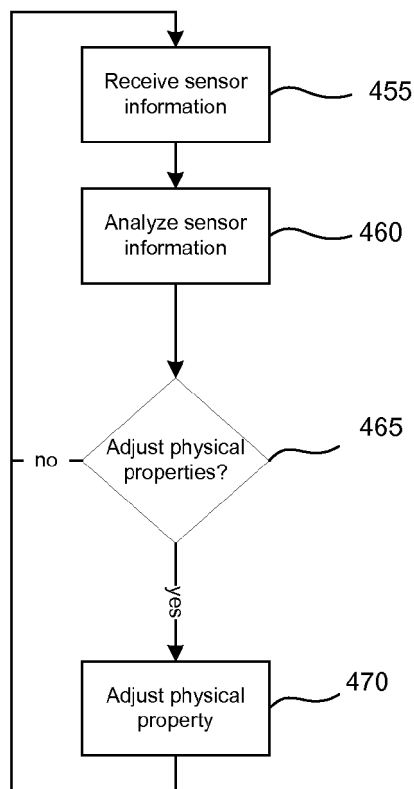 Receive sensor
information
455
Analyze sensor
information
460
Adjust physical
properties?
465
no
yes
Adjust physical
property
470